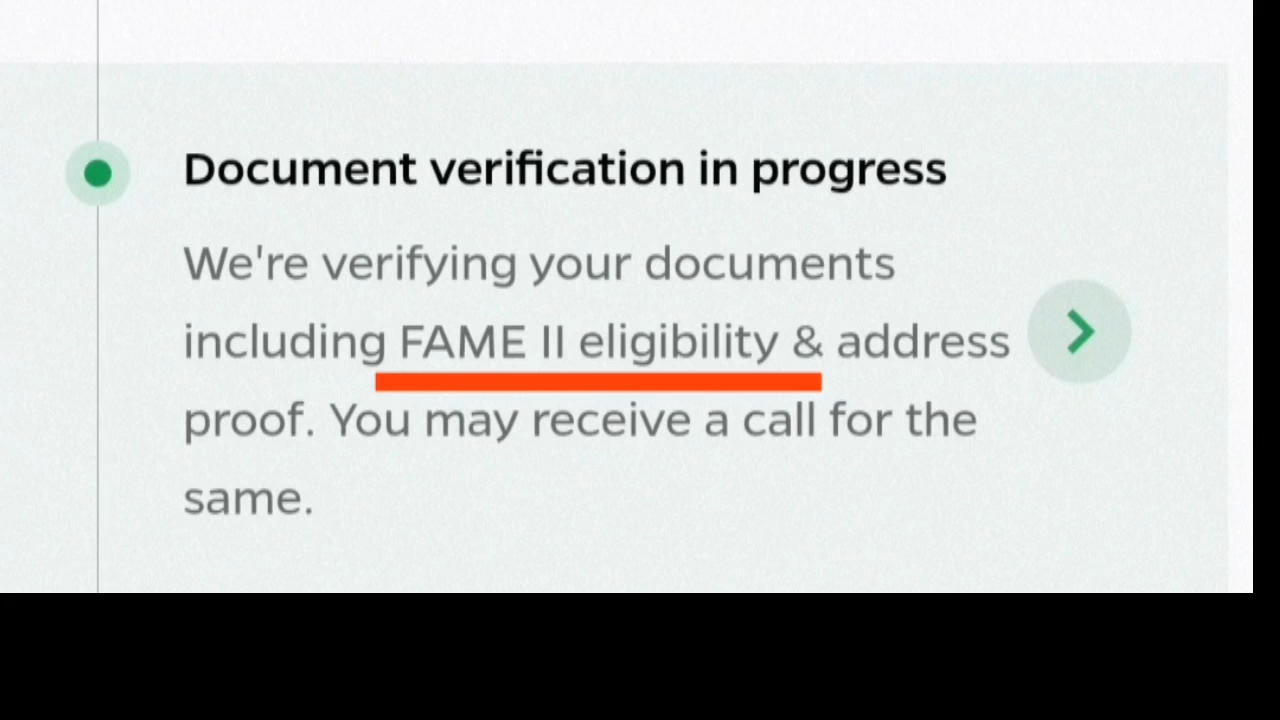 Document verification in progress
We're verifying your documents
including FAME II eligibility & address
proof. You may receive a call for the
same.